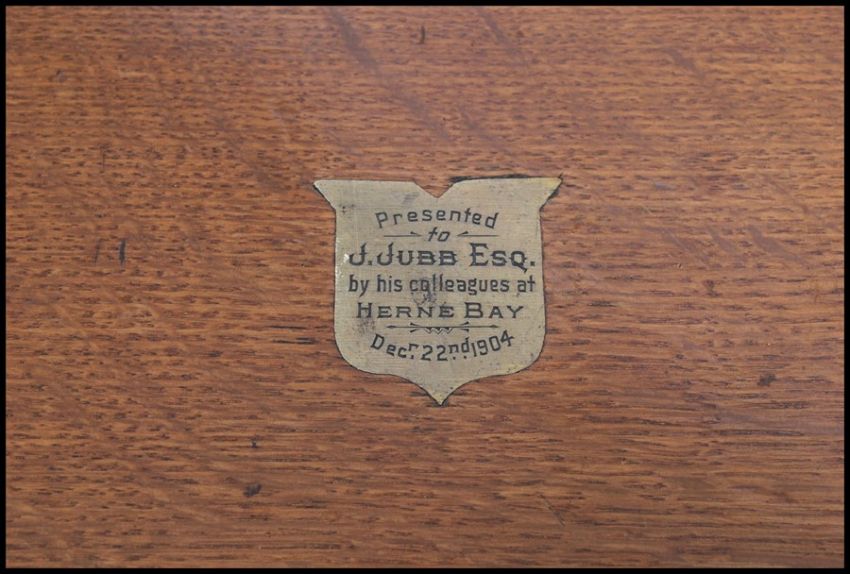 Presented
to
J. JUBB ESQ.
by his colleagues at
HERNE BAY
Decr. 22nd. 1904